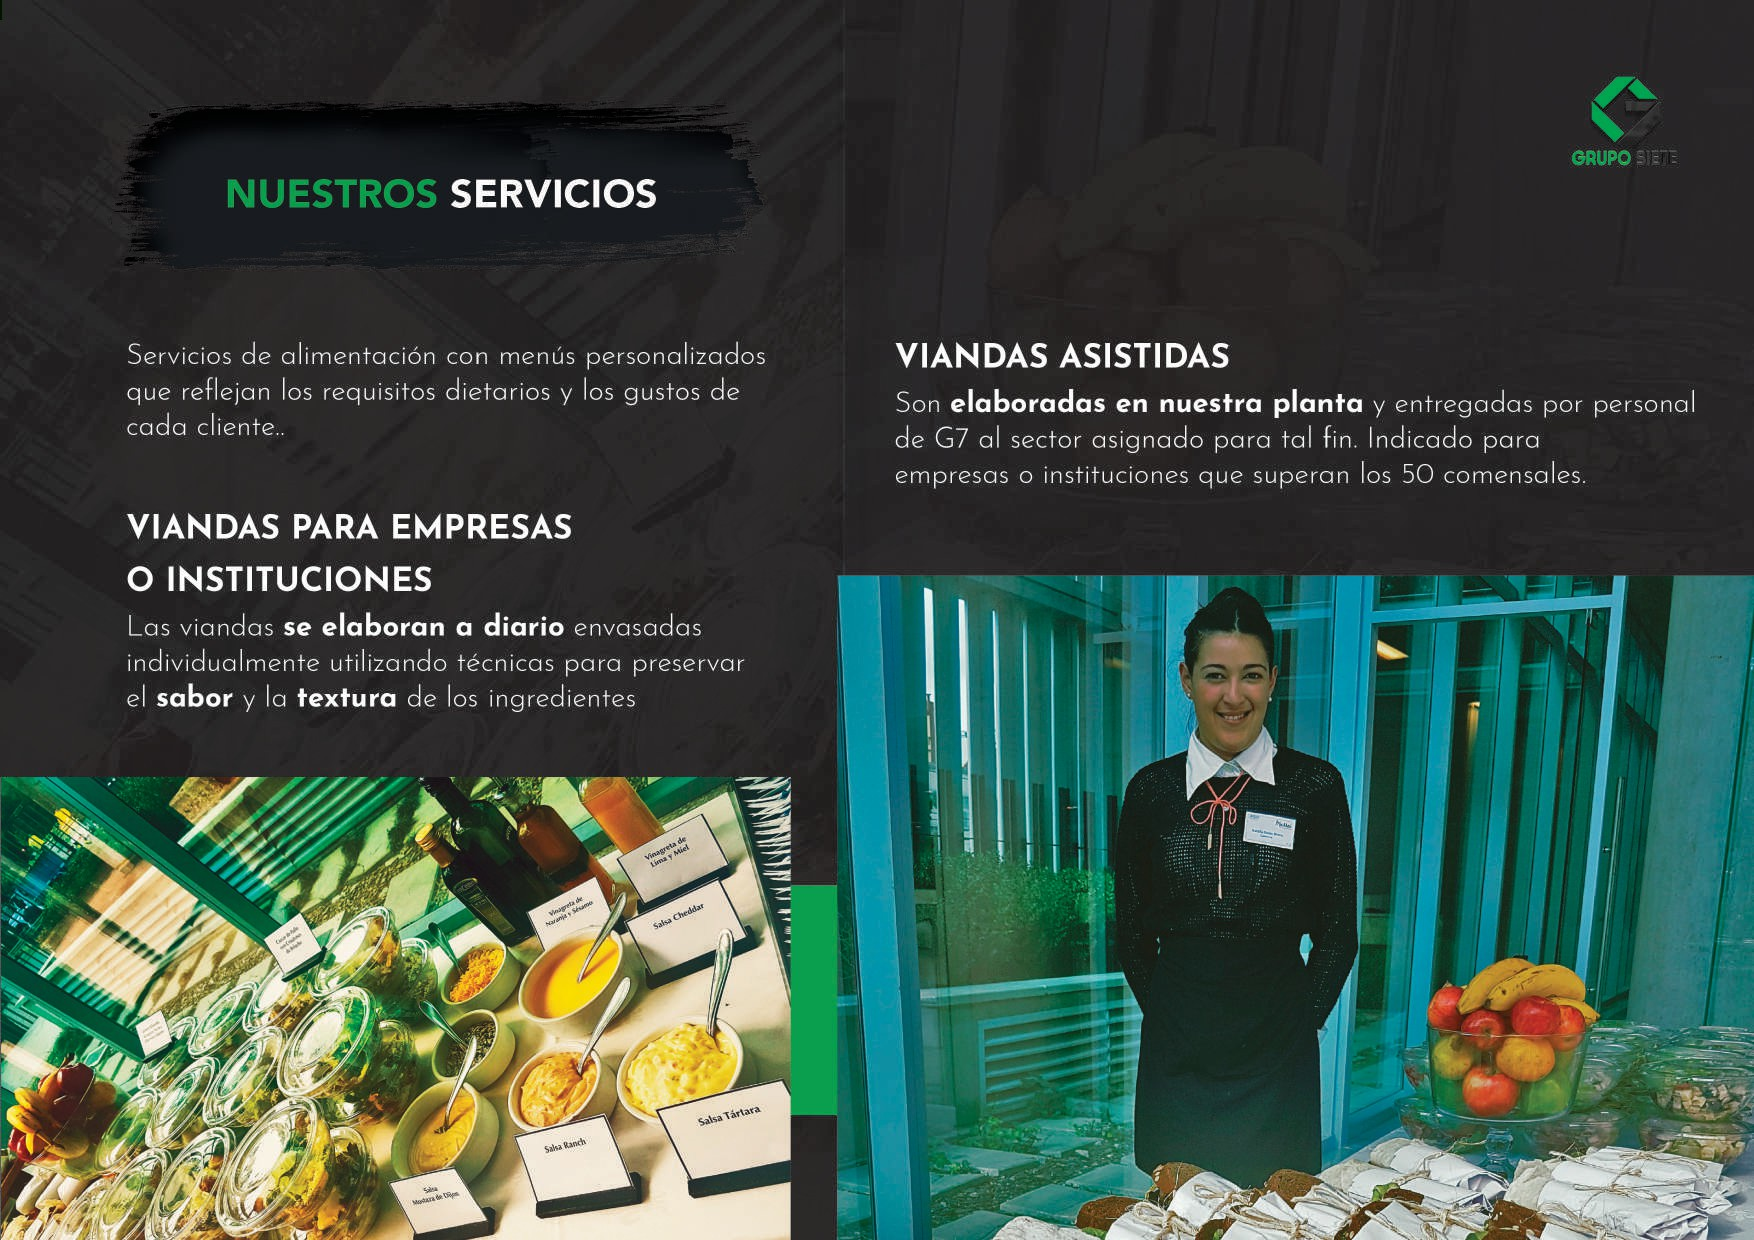 NUESTROS SERVICIOS
Servicios de alimentación con menús personalizados
que reflejan los requisitos dietarios y los gustos de
cada cliente..
VIANDAS PARA EMPRESAS
O INSTITUCIONES
Las viandas se elaboran a diario envasadas
individualmente utilizando técnicas para preservar
el sabor y la textura de los ingredientes
GRUPO SIETE
VIANDAS ASISTIDAS
Son elaboradas en nuestra planta y entregadas por personal
de G7 al sector asignado para tal fin. Indicado para
empresas o instituciones que superan los 50 comensales.
Vinagreta de
Lima y Miel
Vinagreta de
Naranja y Sésamo
Salsa Cheddar
Salsa Tártara
Salsa Ranch
Salsa
Mostaza de Dijon